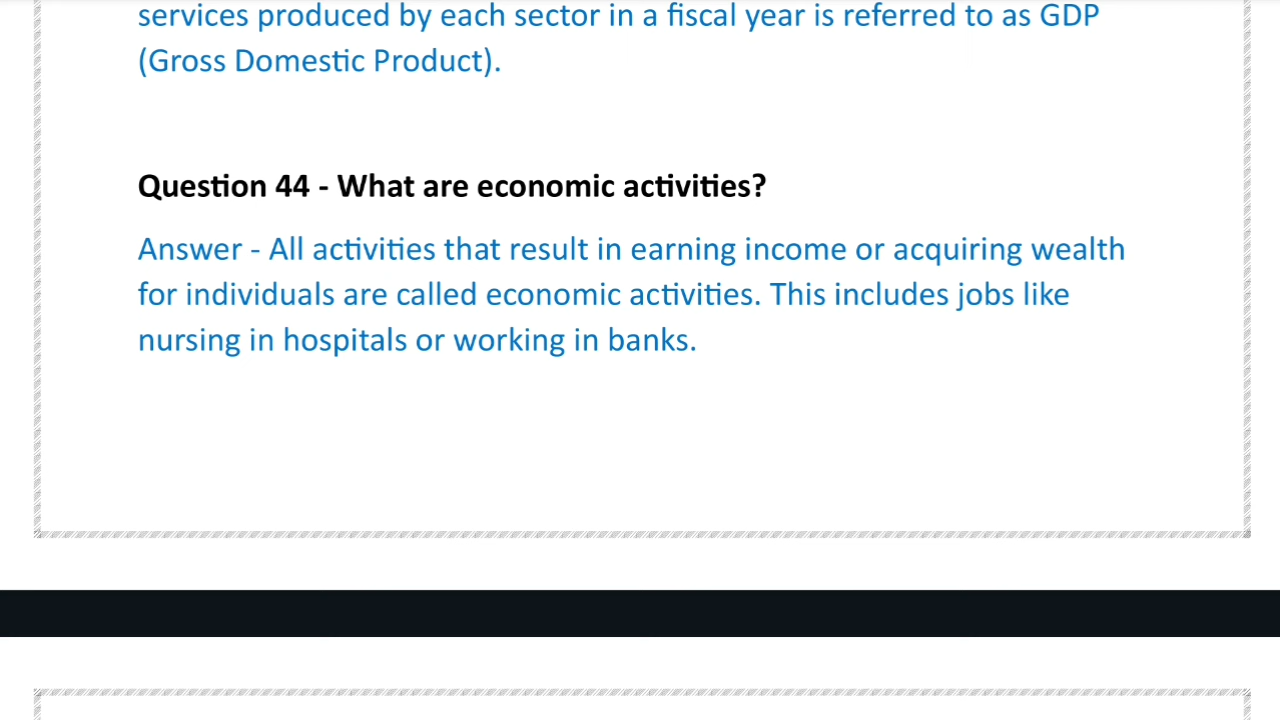 services produced by each sector in a fiscal year is referred to as GDP
(Gross Domestic Product).
Question 44 - What are economic activities?
Answer - All activities that result in earning income or acquiring wealth
for individuals are called economic activities. This includes jobs like
nursing in hospitals or working in banks.